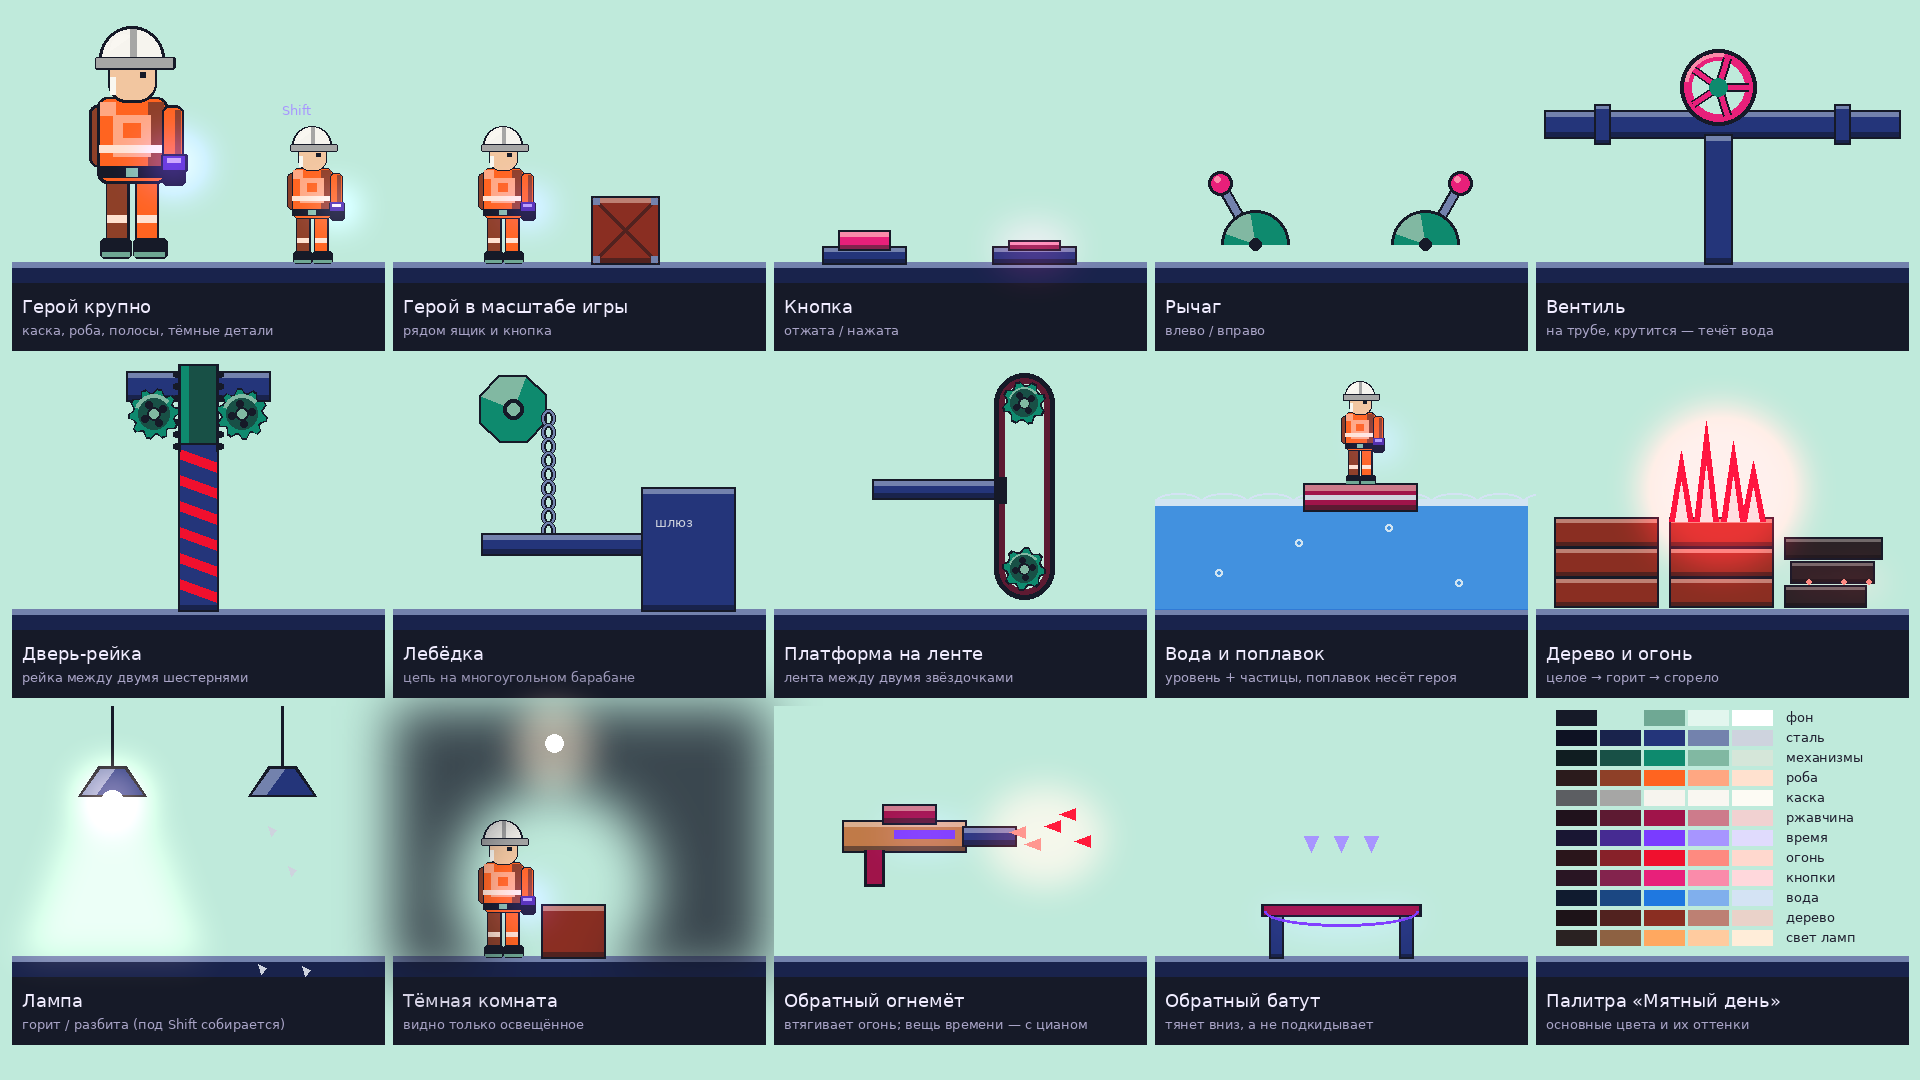 Shift
Герой крупно
каска, роба, полосы, тёмные детали
Герой в масштабе игры
рядом ящик и кнопка
Кнопка
отжата / нажата
Рычаг
влево / вправо
Вентиль
на трубе, крутится — течёт вода
шлюз
Дверь-рейка
рейка между двумя шестернями
Лебёдка
цепь на многоугольном барабане
Платформа на ленте
лента между двумя звёздочками
Вода и поплавок
уровень + частицы, поплавок несёт героя
Дерево и огонь
целое → горит → сгорело
фон
сталь
механизмы
роба
каска
ржавчина
время
огонь
кнопки
вода
дерево
свет ламп
Лампа
горит / разбита (под Shift собирается)
Тёмная комната
видно только освещённое
Обратный огнемёт
втягивает огонь; вещь времени — с цианом
Обратный батут
тянет вниз, а не подкидывает
Палитра «Мятный день»
основные цвета и их оттенки